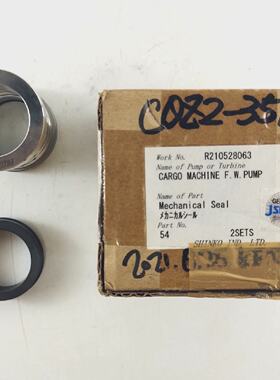 COZ2-35
Work No. R210528063
Name of Pump or Turbine
CARGO MACHINE F.W.PUMP
Name of Part
Mechanical Seal
メカニカルシール
Part No.
54 2SETS
SHINKO IND. LTD.